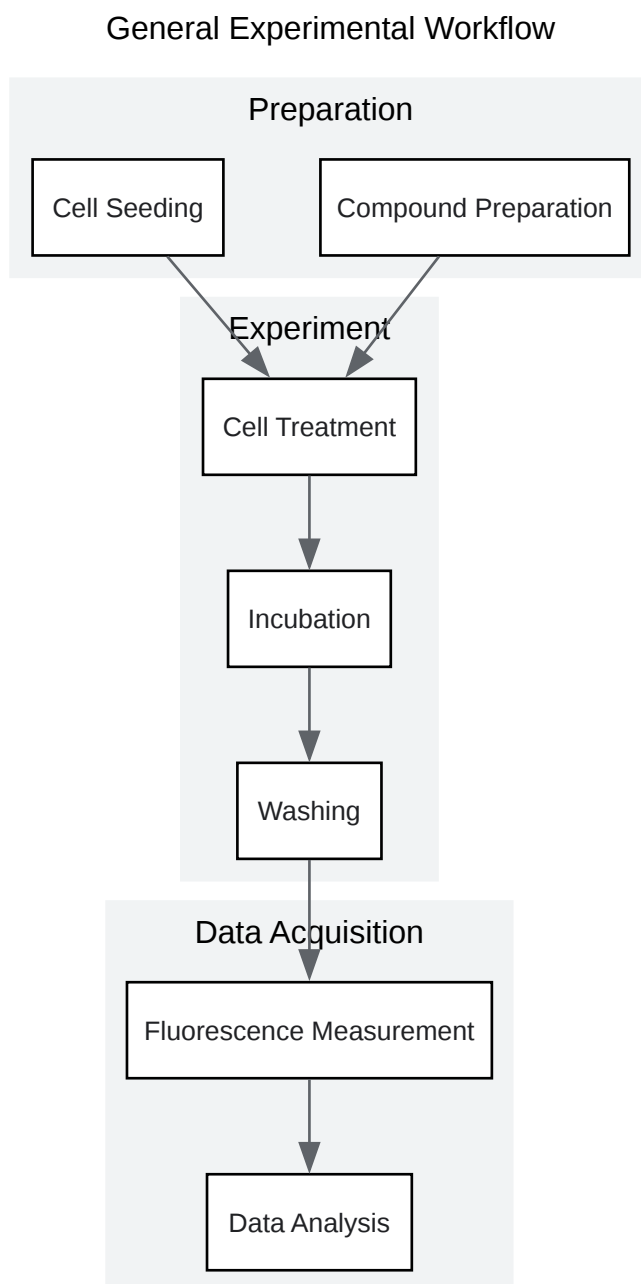 General Experimental Workflow
Preparation
Cell Seeding
Compound Preparation
Experiment
Cell Treatment
Incubation
Washing
Data Acquisition
Fluorescence Measurement
Data Analysis